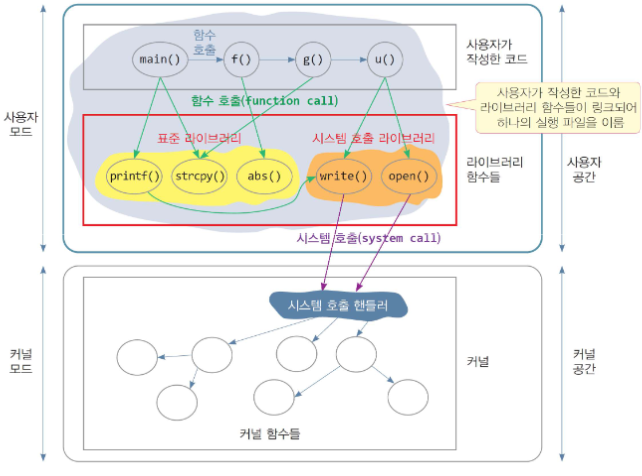 함수
호출
main()
f()
g()
u()
사용자가
작성한 코드
함수 호출(function call)
사용자가 작성한 코드와
라이브러리 함수들이 링크되어
하나의 실행 파일을 이룸
사용자
모드
표준 라이브러리
시스템 호출 라이브러리
printf()
strcpy()
abs()
write()
open()
라이브러리
함수들
사용자
공간
시스템 호출(system call)
시스템 호출 핸들러
커널
모드
커널
커널
공간
커널 함수들